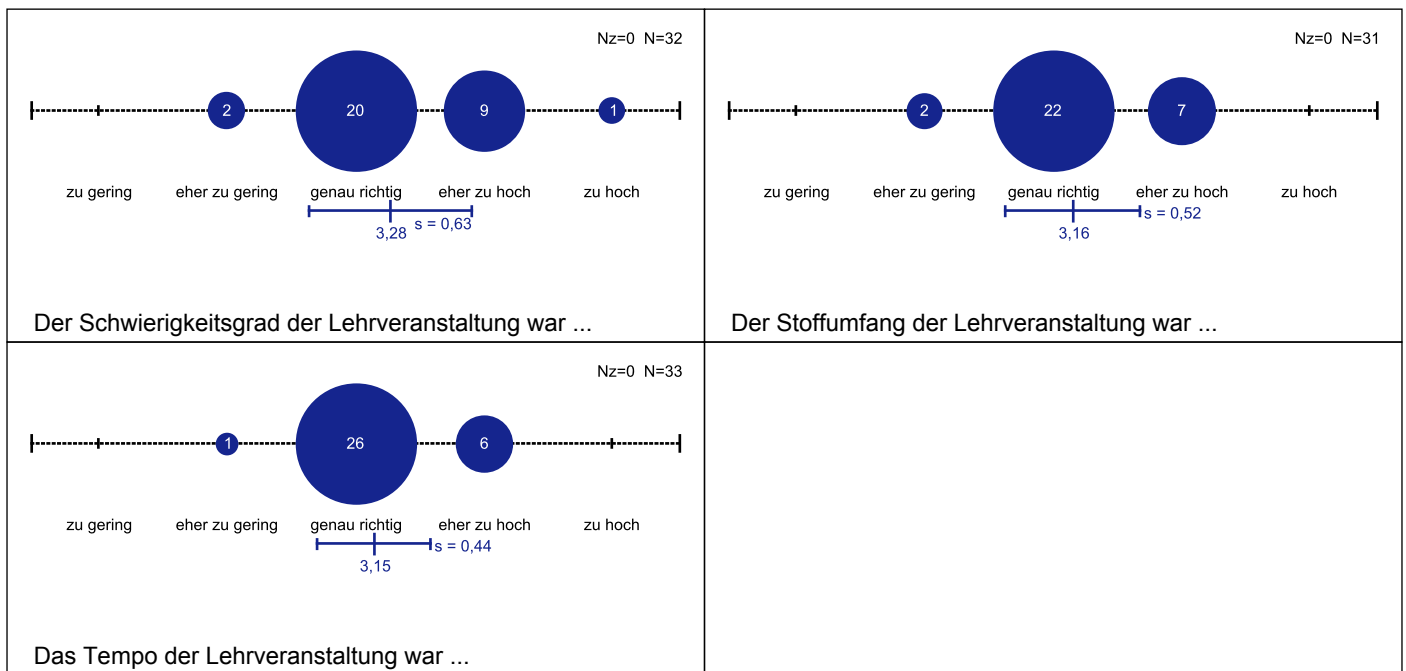 Nz=0 N=32
2 20 9 1
zu gering eher zu gering genau richtig eher zu hoch zu hoch
s = 0,63
3,28
Der Schwierigkeitsgrad der Lehrveranstaltung war ...
Nz=0 N=31
2 22 7
zu gering eher zu gering genau richtig eher zu hoch zu hoch
s = 0,52
3,16
Der Stoffumfang der Lehrveranstaltung war ...
Nz=0 N=33
1 26 6
zu gering eher zu gering genau richtig eher zu hoch zu hoch
s = 0,44
3,15
Das Tempo der Lehrveranstaltung war ...